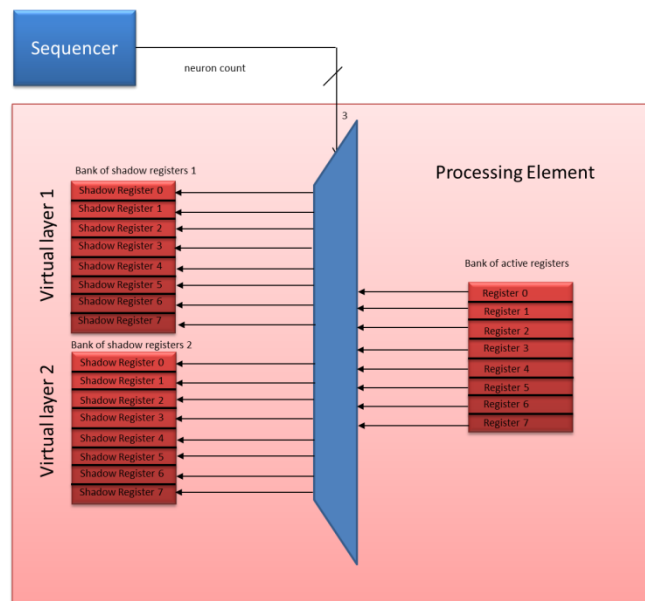 Sequencer
neuron count
3
Processing Element
Virtual layer 1
Bank of shadow registers 1
Shadow Register 0
Shadow Register 1
Shadow Register 2
Shadow Register 3
Shadow Register 4
Shadow Register 5
Shadow Register 6
Shadow Register 7
Virtual layer 2
Bank of shadow registers 2
Shadow Register 0
Shadow Register 1
Shadow Register 2
Shadow Register 3
Shadow Register 4
Shadow Register 5
Shadow Register 6
Shadow Register 7
Bank of active registers
Register 0
Register 1
Register 2
Register 3
Register 4
Register 5
Register 6
Register 7